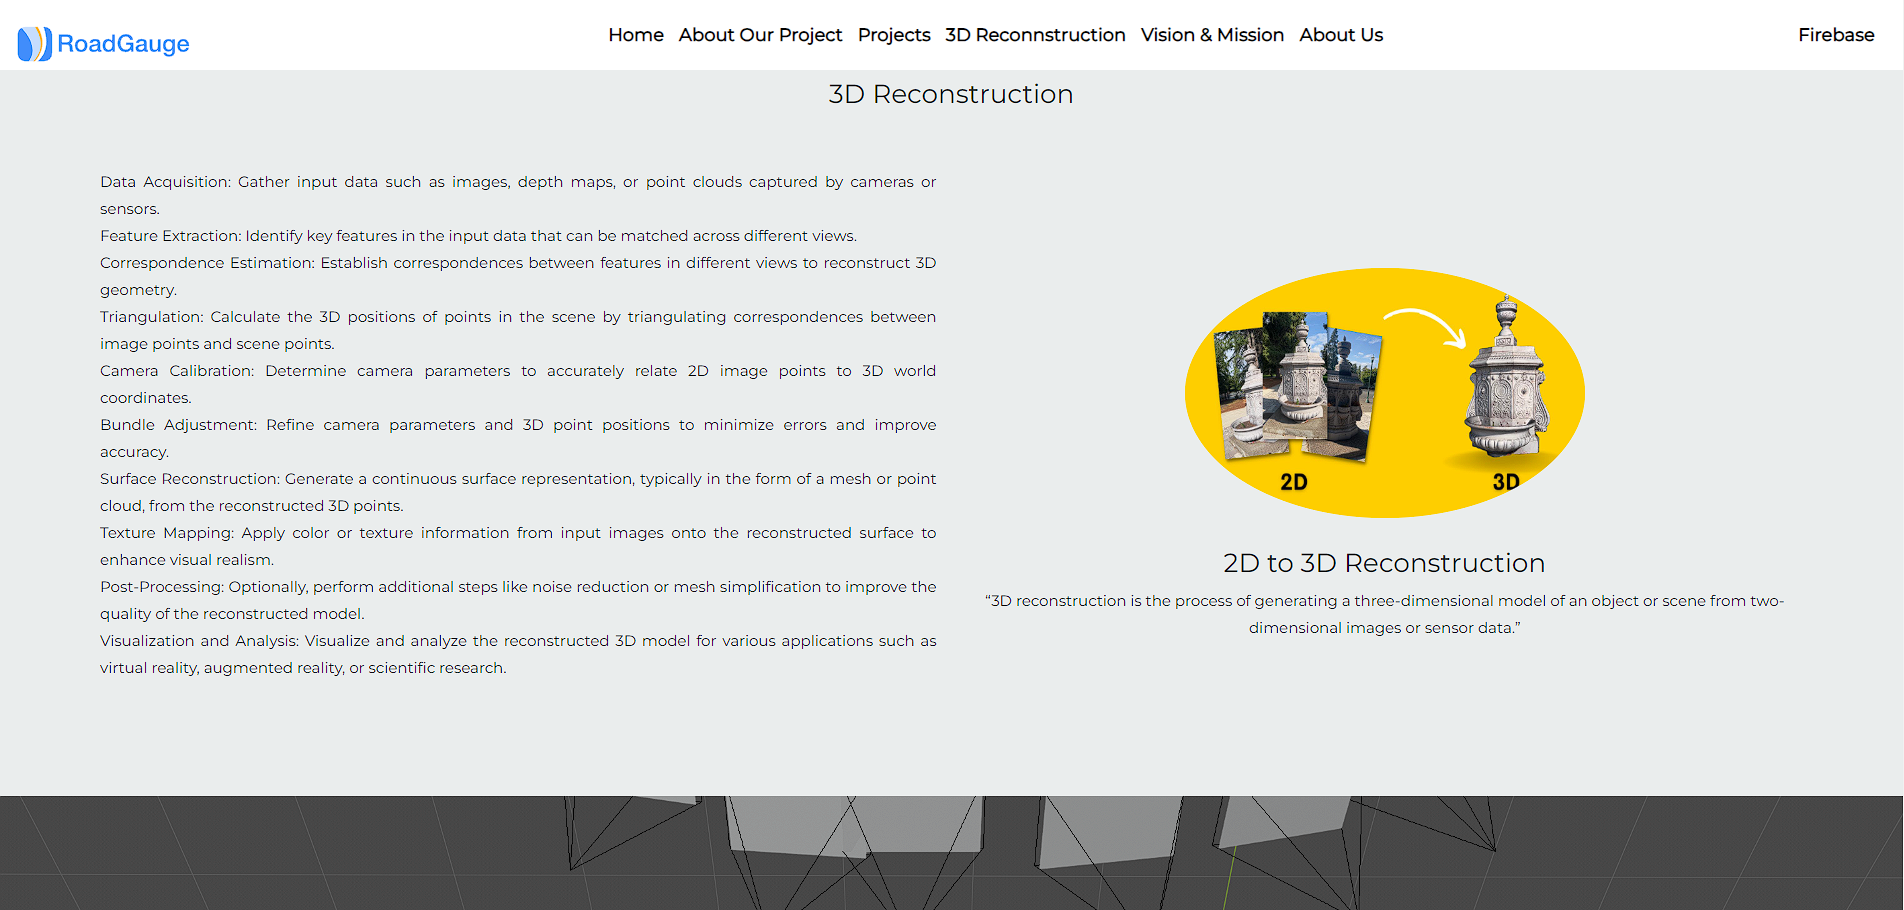 RoadGauge
Home About Our Project Projects 3D Reconnstruction Vision & Mission About Us
Firebase
3D Reconstruction
Data Acquisition: Gather input data such as images, depth maps, or point clouds captured by cameras or
sensors.
Feature Extraction: Identify key features in the input data that can be matched across different views.
Correspondence Estimation: Establish correspondences between features in different views to reconstruct 3D
geometry.
Triangulation: Calculate the 3D positions of points in the scene by triangulating correspondences between
image points and scene points.
Camera Calibration: Determine camera parameters to accurately relate 2D image points to 3D world
coordinates.
Bundle Adjustment: Refine camera parameters and 3D point positions to minimize errors and improve
accuracy.
Surface Reconstruction: Generate a continuous surface representation, typically in the form of a mesh or point
cloud, from the reconstructed 3D points.
Texture Mapping: Apply color or texture information from input images onto the reconstructed surface to
enhance visual realism.
Post-Processing: Optionally, perform additional steps like noise reduction or mesh simplification to improve the
quality of the reconstructed model.
Visualization and Analysis: Visualize and analyze the reconstructed 3D model for various applications such as
virtual reality, augmented reality, or scientific research.
2D
3D
2D to 3D Reconstruction
“3D reconstruction is the process of generating a three-dimensional model of an object or scene from two-
dimensional images or sensor data.”